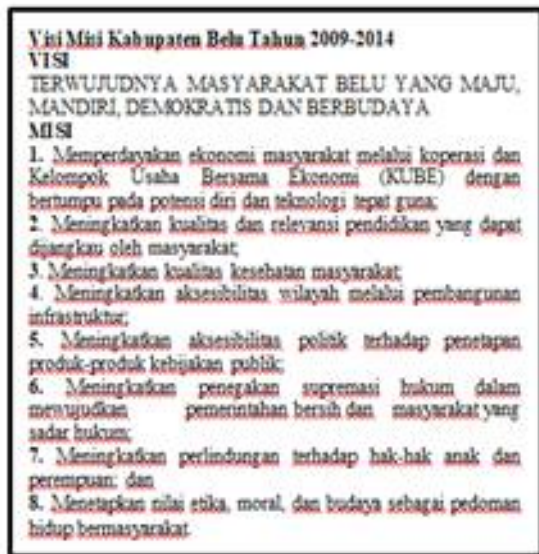 Visi Misi Kabupaten Belu Tahun 2009-2014
VISI
TERWUJUDNYA MASYARAKAT BELU YANG MAJU,
MANDIRI, DEMOKRATIS DAN BERBUDAYA
MISI
1. Memperdayakan ekonomi masyarakat melalui koperasi dan
Kelompok Usaha Bersama Ekonomi (KUBE) dengan
bertumpu pada potensi diri dan teknologi tepat guna;
2. Meningkatkan kualitas dan relevansi pendidikan yang dapat
dijangkau oleh masyarakat;
3. Meningkatkan kualitas kesehatan masyarakat;
4. Meningkatkan aksesibilitas wilayah melalui pembangunan
infrastruktur;
5. Meningkatkan aksesibilitas politik terhadap penetapan
produk-produk kebijakan publik;
6. Meningkatkan penegakan supremasi hukum dalam
mewujudkan pemerintahan bersih dan masyarakat yang
sadar hukum;
7. Meningkatkan perlindungan terhadap hak-hak anak dan
perempuan; dan
8. Menetapkan nilai etika, moral, dan budaya sebagai pedoman
hidup bermasyarakat.